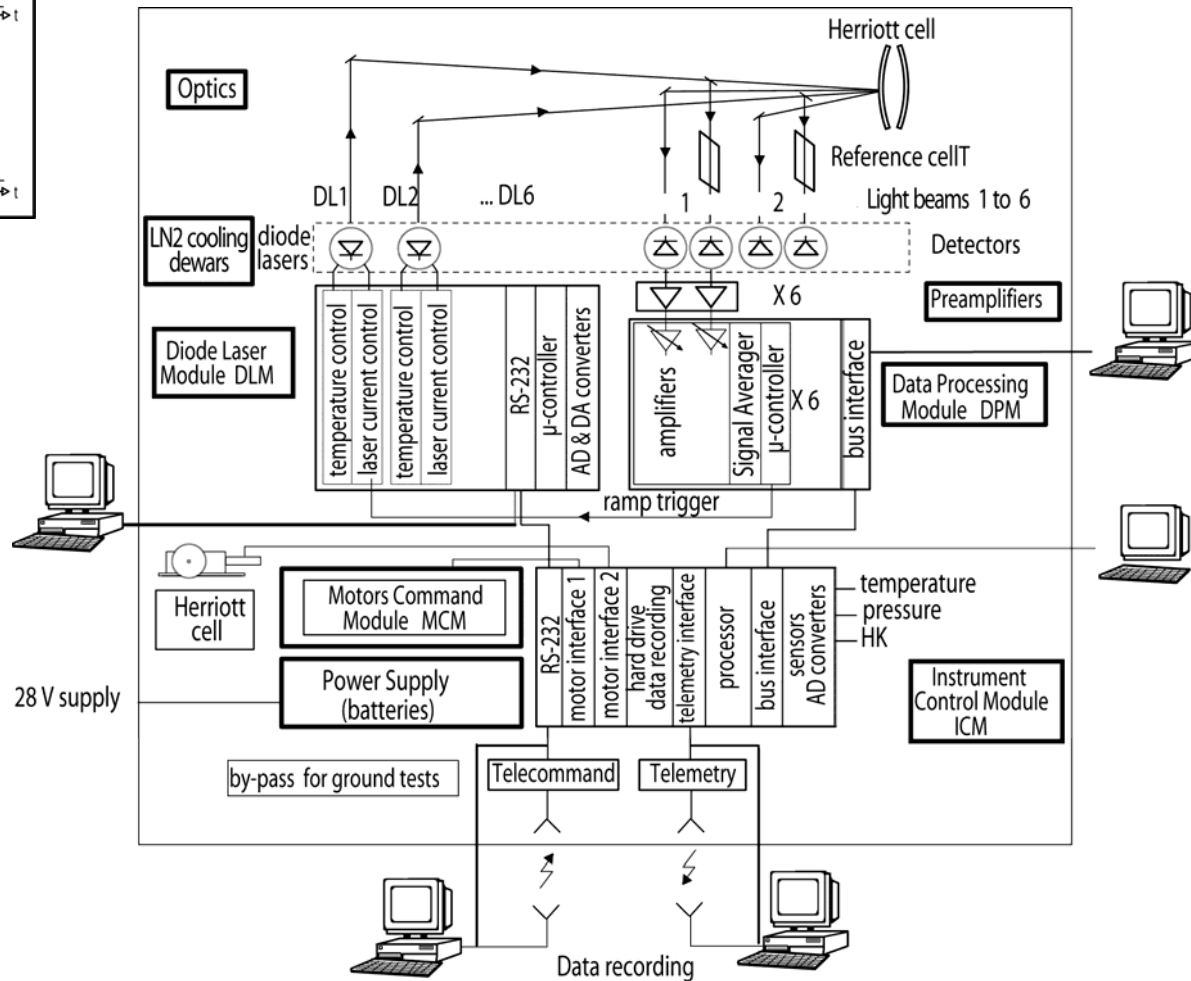 t
t
Herriott cell
Optics
Reference cellT
DL1
DL2
... DL6
1
2
Light beams 1 to 6
LN2 cooling
dewars
diode
lasers
Detectors
X 6
Preamplifiers
temperature control
laser current control
temperature control
laser current control
RS-232
µ-controller
AD & DA converters
Diode Laser
Module DLM
amplifiers
Signal Averager
µ-controller
X 6
bus interface
Data Processing
Module DPM
ramp trigger
Herriott
cell
Motors Command
Module MCM
RS-232
motor interface 1
motor interface 2
hard drive
data recording
telemetry interface
processor
bus interface
sensors
AD converters
temperature
pressure
HK
28 V supply
Power Supply
(batteries)
Instrument
Control Module
ICM
by-pass for ground tests
Telecommand
Telemetry
Data recording